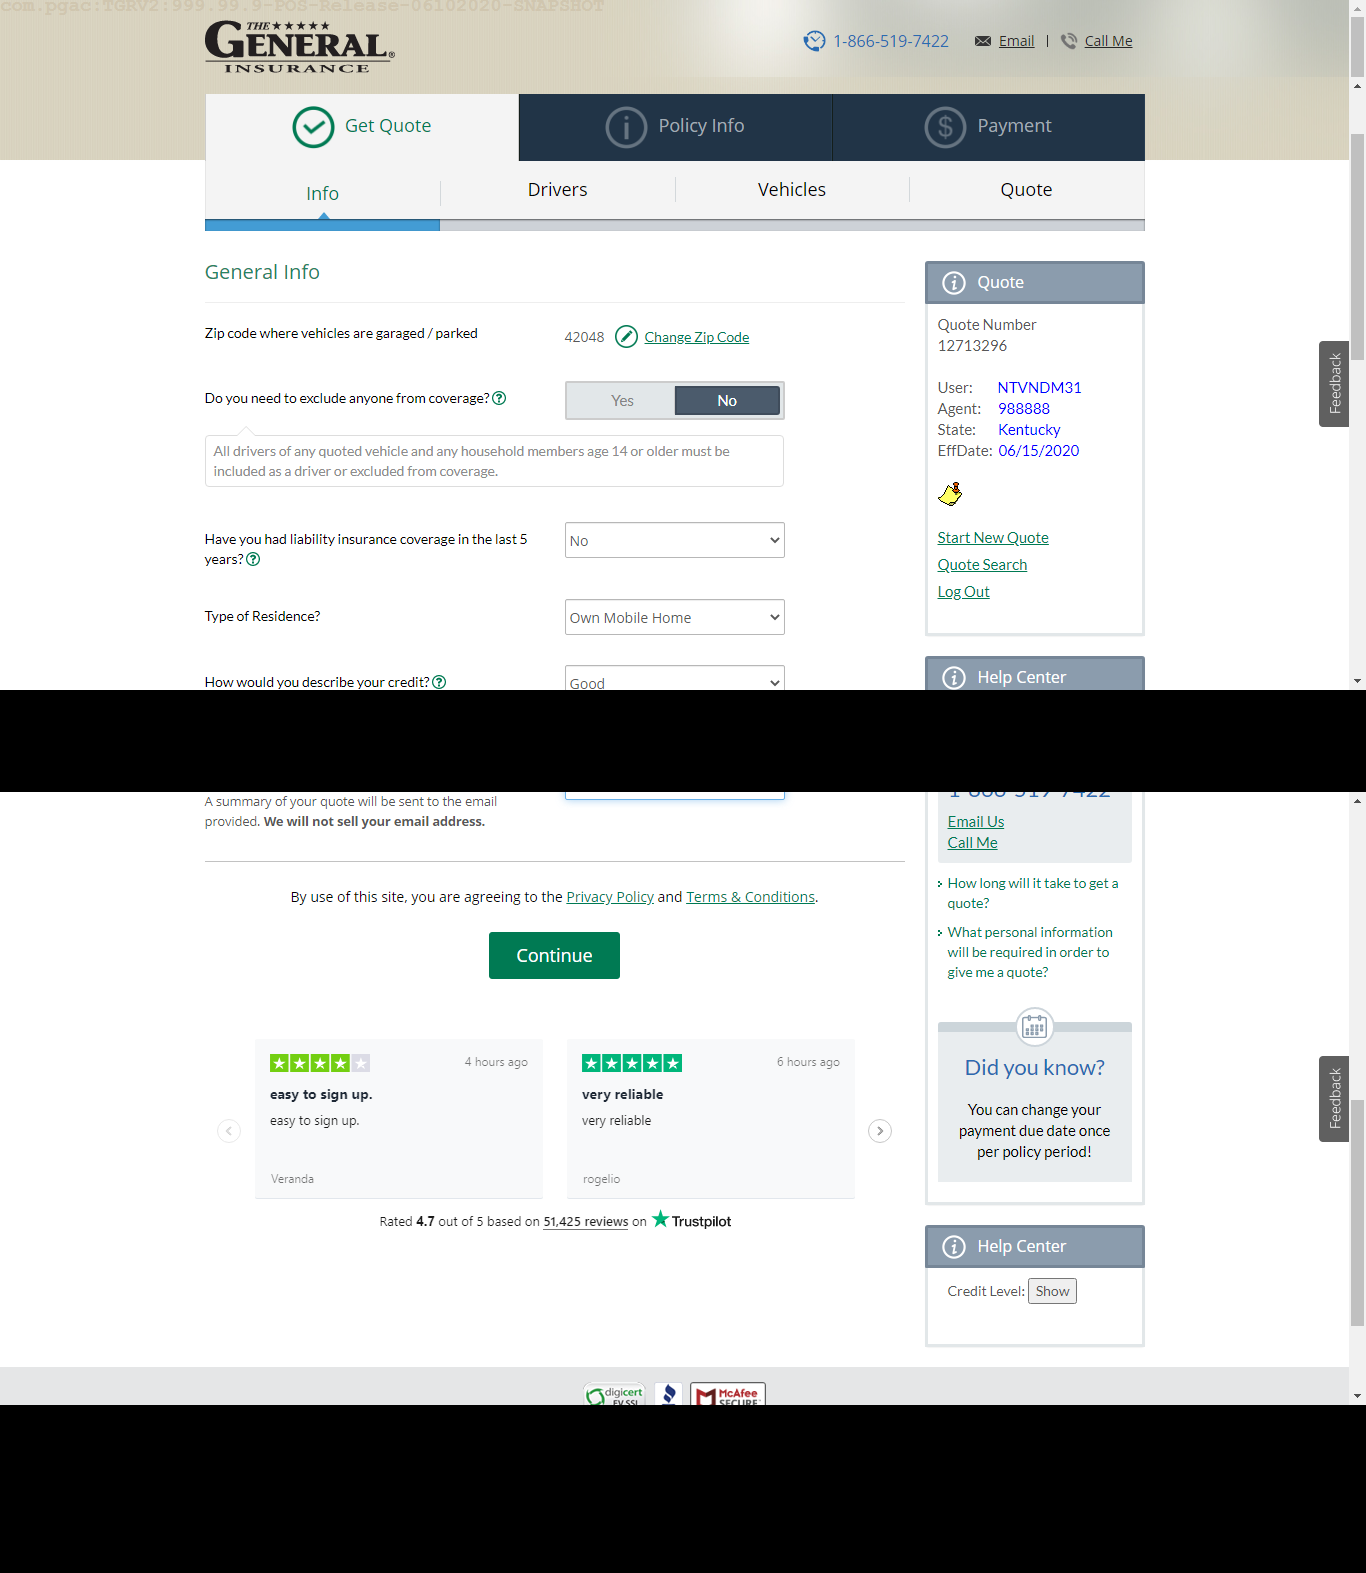 com.pgac:TGRV2:999.99.9-POS-Release-06102020-SNAPSHOT
THE
GENERAL®
INSURANCE
1-866-519-7422 Email | Call Me
Get Quote Policy Info Payment
Info Drivers Vehicles Quote
General Info
Zip code where vehicles are garaged / parked 42048 Change Zip Code
Do you need to exclude anyone from coverage? Yes No
All drivers of any quoted vehicle and any household members age 14 or older must be
included as a driver or excluded from coverage.
Have you had liability insurance coverage in the last 5
years?
No
Type of Residence? Own Mobile Home
How would you describe your credit? Good
Quote
Quote Number
12713296
User: NTVNDM31
Agent: 988888
State: Kentucky
EffDate: 06/15/2020
Start New Quote
Quote Search
Log Out
Help Center
Feedback
A summary of your quote will be sent to the email
provided. We will not sell your email address.
By use of this site, you are agreeing to the Privacy Policy and Terms & Conditions.
Continue
4 hours ago
easy to sign up.
easy to sign up.
Veranda
6 hours ago
very reliable
very reliable
rogelio
Rated 4.7 out of 5 based on 51,425 reviews on Trustpilot
1-866-519-7422
Email Us
Call Me
How long will it take to get a
quote?
What personal information
will be required in order to
give me a quote?
Did you know?
You can change your
payment due date once
per policy period!
Feedback
Help Center
Credit Level: Show
digicert
EV SSL
McAfee
SECURE